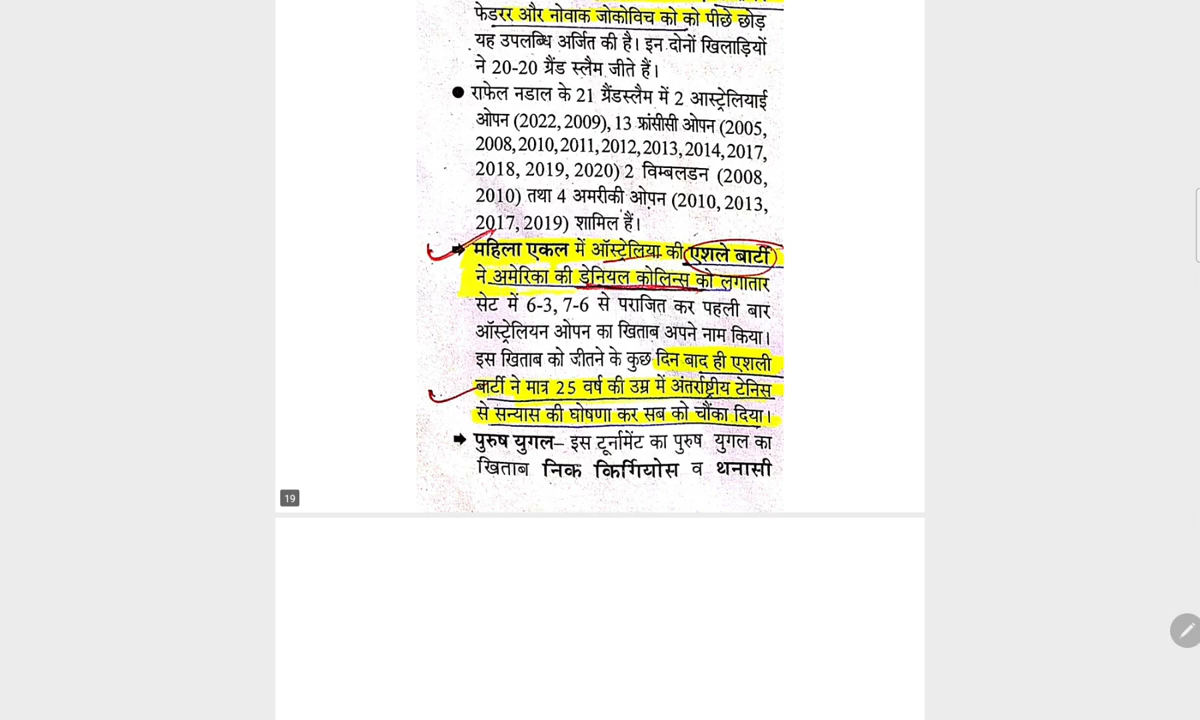 फेडरर और नोवाक जोकोविच को को पीछे छोड़
यह उपलब्धि अर्जित की है। इन दोनों खिलाड़ियों
ने 20-20 ग्रैंड स्लैम जीते हैं।
● राफेल नडाल के 21 ग्रैंडस्लैम में 2 आस्ट्रेलियाई
ओपन (2022, 2009), 13 फ्रांसीसी ओपन (2005,
2008, 2010, 2011, 2012, 2013, 2014, 2017,
2018, 2019, 2020) 2 विम्बलडन (2008,
2010) तथा 4 अमरीकी ओपन (2010, 2013,
2017, 2019) शामिल हैं।
➡ महिला एकल में ऑस्ट्रेलिया की एशले बार्टी
ने अमेरिका की डेनियल कोलिन्स को लगातार
सेट में 6-3, 7-6 से पराजित कर पहली बार
ऑस्ट्रेलियन ओपन का खिताब अपने नाम किया।
इस खिताब को जीतने के कुछ दिन बाद ही एशली
बार्टी ने मात्र 25 वर्ष की उम्र में अंतर्राष्ट्रीय टेनिस
से सन्यास की घोषणा कर सब को चौंका दिया।
➡ पुरुष युगल– इस टूर्नामेंट का पुरुष युगल का
खिताब निक किर्गियोस व थनासी
19